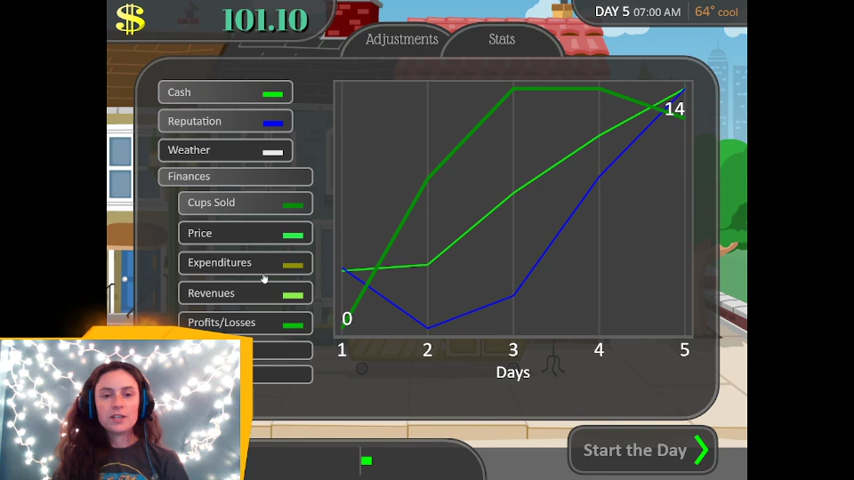 $ 101.10
DAY 5 07:00 AM 64° cool
Adjustments Stats
Cash
Reputation
Weather
Finances
Cups Sold
Price
Expenditures
Revenues
Profits/Losses
14
0
1 2 3 4 5
Days
Start the Day